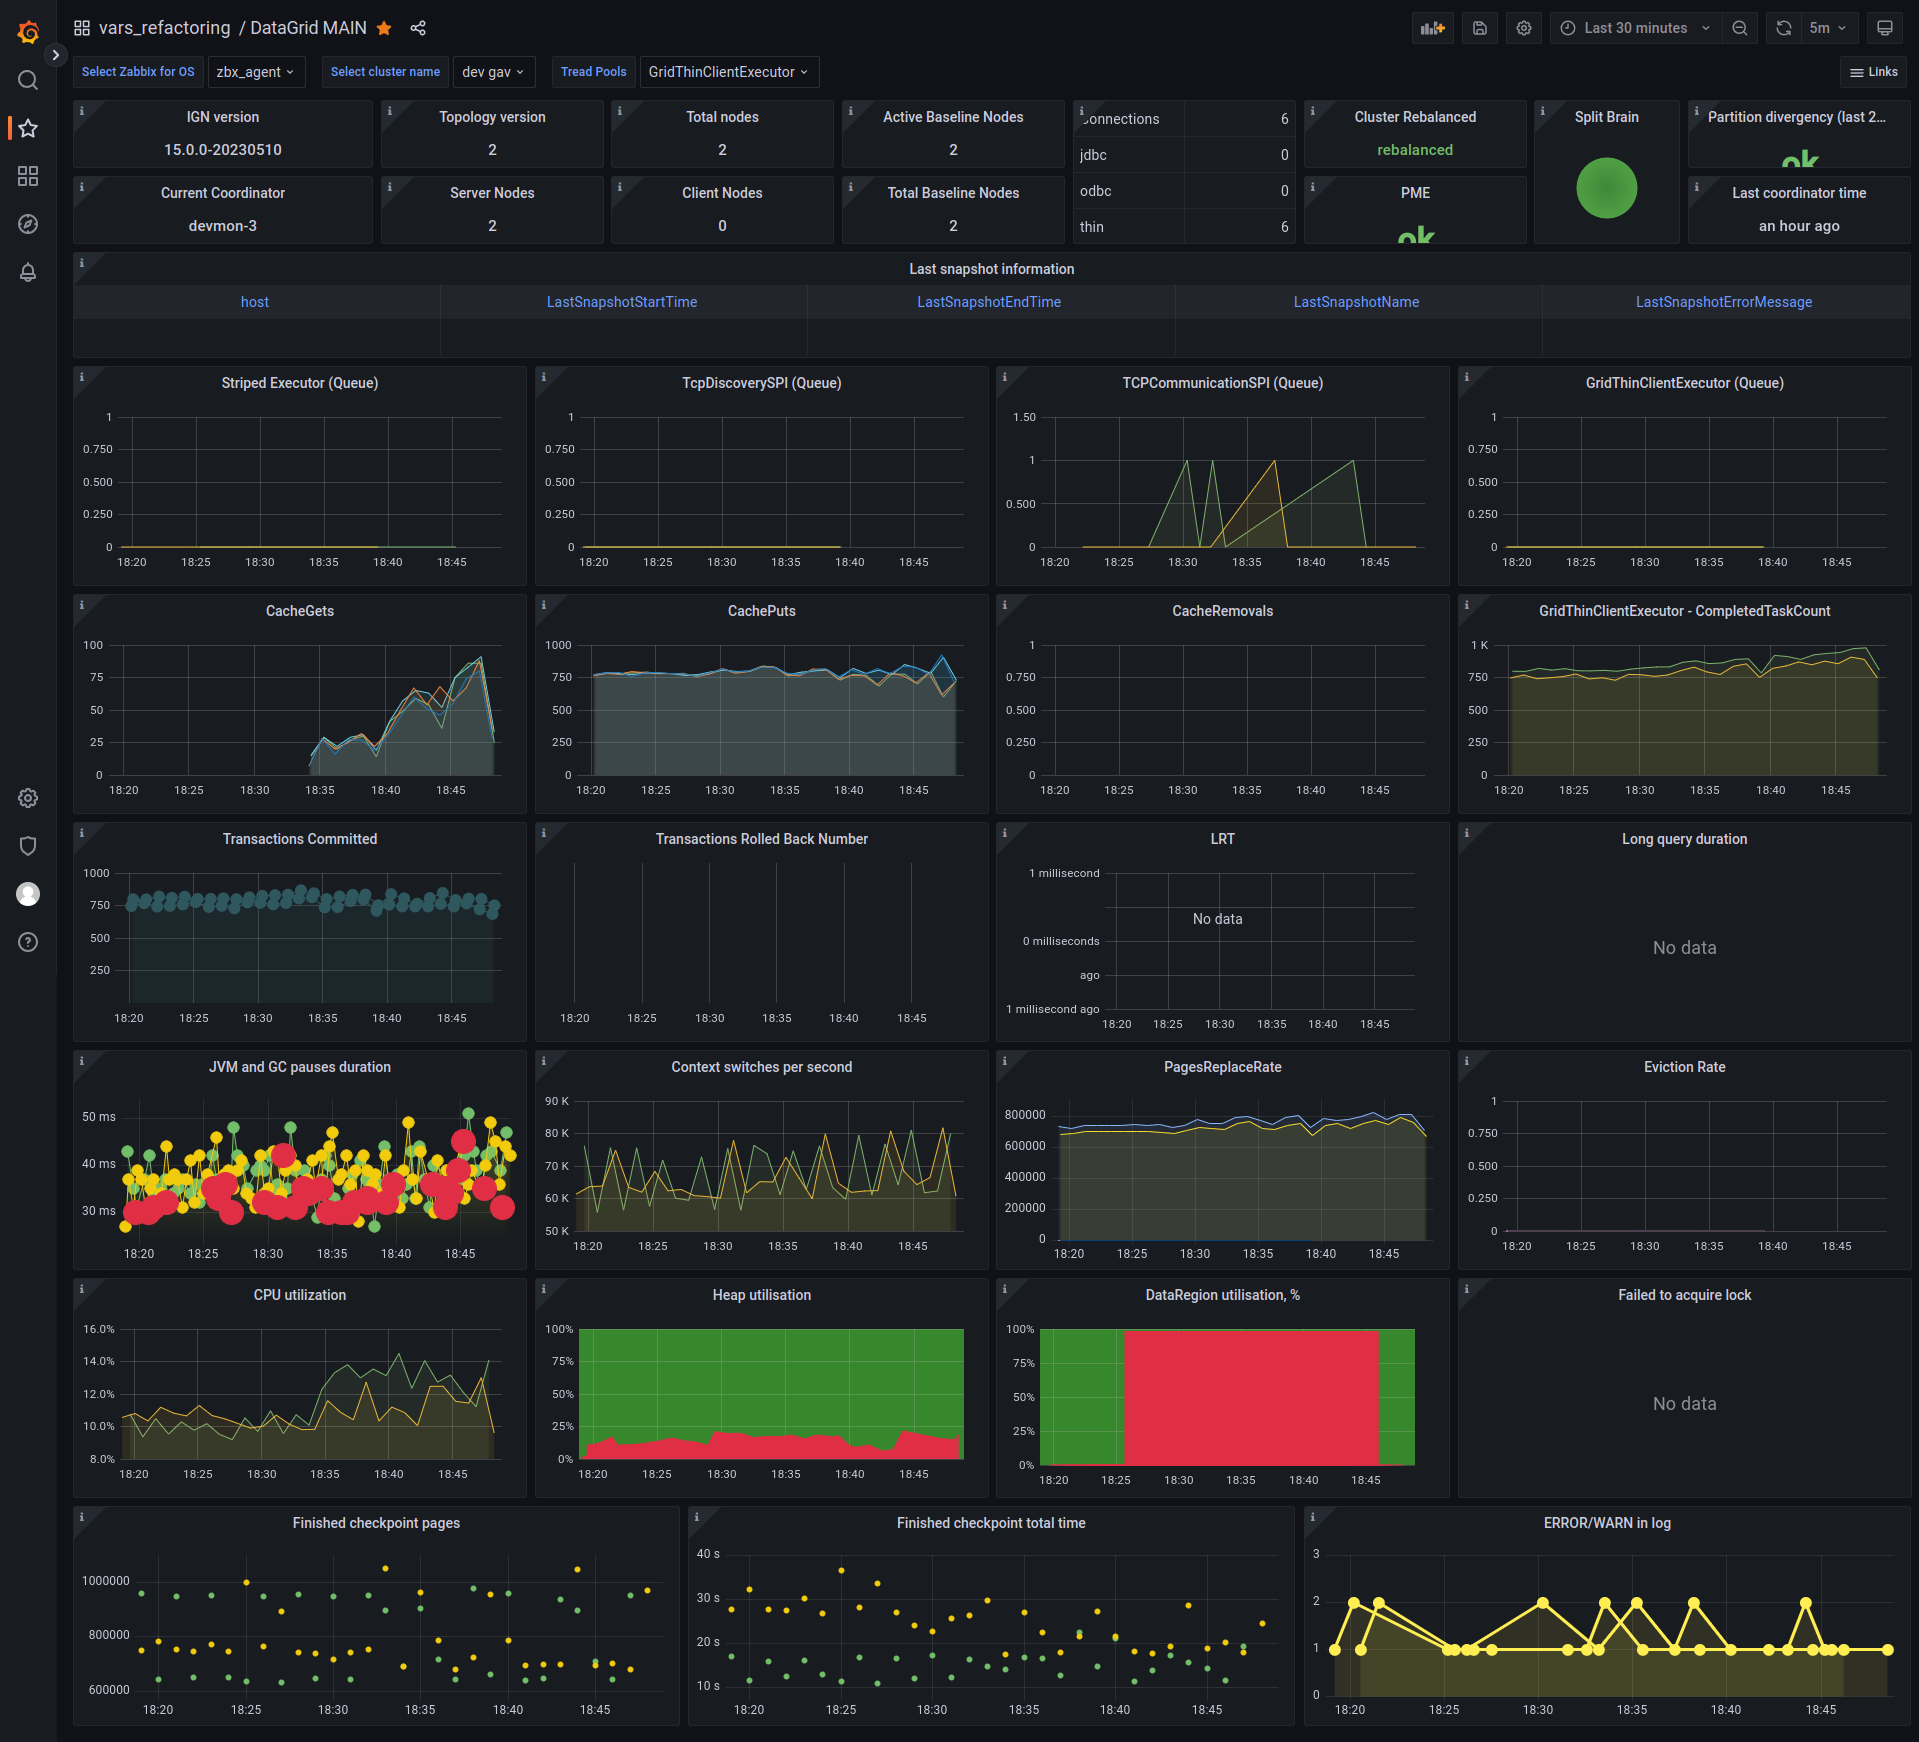 vars_refactoring / DataGrid MAIN
Last 30 minutes
5m
Select Zabbix for OS
zbx_agent
Select cluster name
dev gav
Tread Pools
GridThinClientExecutor
Links
IGN version
15.0.0-20230510
Topology version
2
Total nodes
2
Active Baseline Nodes
2
connections 6
jdbc 0
odbc 0
thin 6
Cluster Rebalanced
rebalanced
Split Brain
Partition divergency (last 2...
ok
Current Coordinator
devmon-3
Server Nodes
2
Client Nodes
0
Total Baseline Nodes
2
PME
ok
Last coordinator time
an hour ago
Last snapshot information
host LastSnapshotStartTime LastSnapshotEndTime LastSnapshotName LastSnapshotErrorMessage
Striped Executor (Queue)
1
0.750
0.500
0.250
0
18:20 18:25 18:30 18:35 18:40 18:45
TcpDiscoverySPI (Queue)
1
0.750
0.500
0.250
0
18:20 18:25 18:30 18:35 18:40 18:45
TCPCommunicationSPI (Queue)
1.50
1
0.500
0
18:20 18:25 18:30 18:35 18:40 18:45
GridThinClientExecutor (Queue)
1
0.750
0.500
0.250
0
18:20 18:25 18:30 18:35 18:40 18:45
CacheGets
100
75
50
25
0
18:20 18:25 18:30 18:35 18:40 18:45
CachePuts
1000
750
500
250
0
18:20 18:25 18:30 18:35 18:40 18:45
CacheRemovals
1
0.750
0.500
0.250
0
18:20 18:25 18:30 18:35 18:40 18:45
GridThinClientExecutor - CompletedTaskCount
1 K
750
500
250
0
18:20 18:25 18:30 18:35 18:40 18:45
Transactions Committed
1000
750
500
250
18:20 18:25 18:30 18:35 18:40 18:45
Transactions Rolled Back Number
18:20 18:25 18:30 18:35 18:40 18:45
LRT
1 millisecond
No data
0 milliseconds
ago
1 millisecond ago
18:20 18:25 18:30 18:35 18:40 18:45
Long query duration
No data
JVM and GC pauses duration
50 ms
40 ms
30 ms
18:20 18:25 18:30 18:35 18:40 18:45
Context switches per second
90 K
80 K
70 K
60 K
50 K
18:20 18:25 18:30 18:35 18:40 18:45
PagesReplaceRate
800000
600000
400000
200000
0
18:20 18:25 18:30 18:35 18:40 18:45
Eviction Rate
1
0.750
0.500
0.250
0
18:20 18:25 18:30 18:35 18:40 18:45
CPU utilization
16.0%
14.0%
12.0%
10.0%
8.0%
18:20 18:25 18:30 18:35 18:40 18:45
Heap utilisation
100%
75%
50%
25%
0%
18:20 18:25 18:30 18:35 18:40 18:45
DataRegion utilisation, %
100%
75%
50%
25%
0%
18:20 18:25 18:30 18:35 18:40 18:45
Failed to acquire lock
No data
Finished checkpoint pages
1000000
800000
600000
18:20 18:25 18:30 18:35 18:40 18:45
Finished checkpoint total time
40 s
30 s
20 s
10 s
18:20 18:25 18:30 18:35 18:40 18:45
ERROR/WARN in log
3
2
1
0
18:20 18:25 18:30 18:35 18:40 18:45